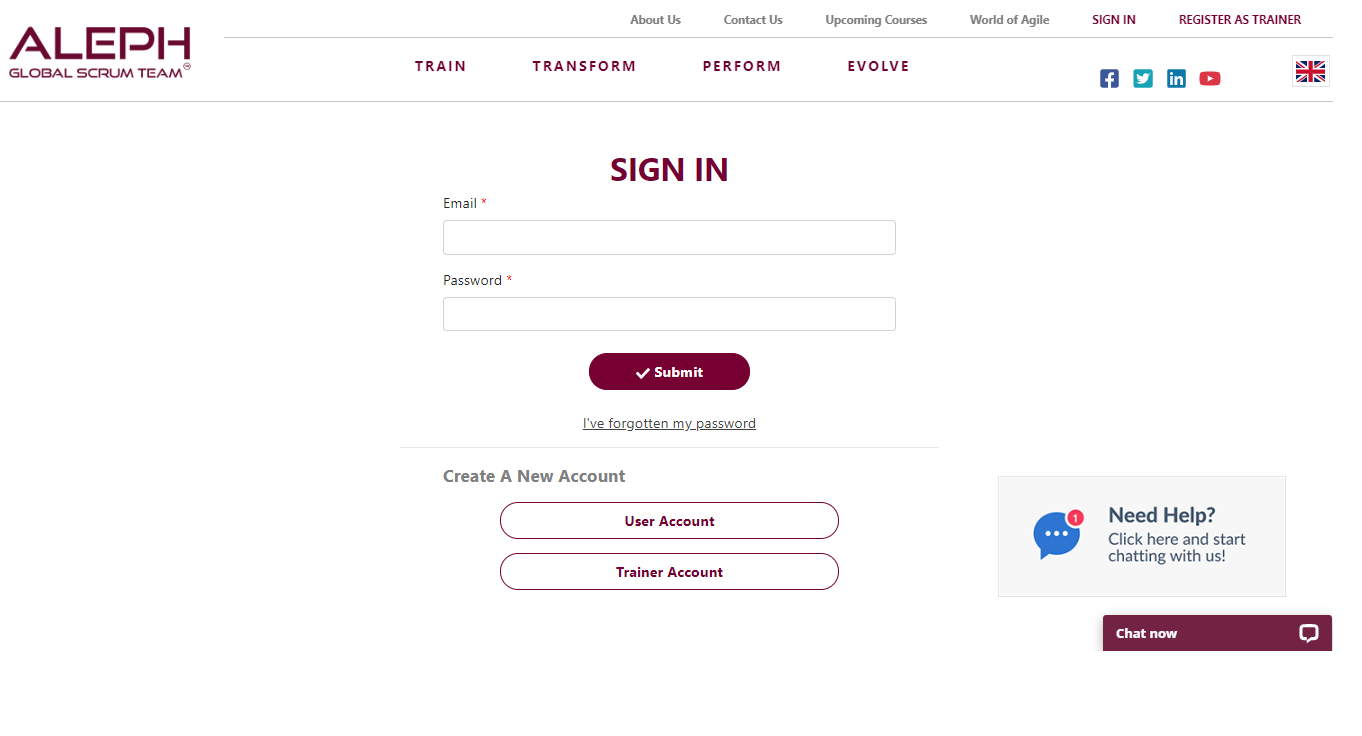 About Us Contact Us Upcoming Courses World of Agile SIGN IN REGISTER AS TRAINER
ALEPH
GLOBAL SCRUM TEAM™
TRAIN TRANSFORM PERFORM EVOLVE
SIGN IN
Email *
Password *
Submit
I've forgotten my password
Create A New Account
User Account
Trainer Account
1
Need Help?
Click here and start
chatting with us!
Chat now